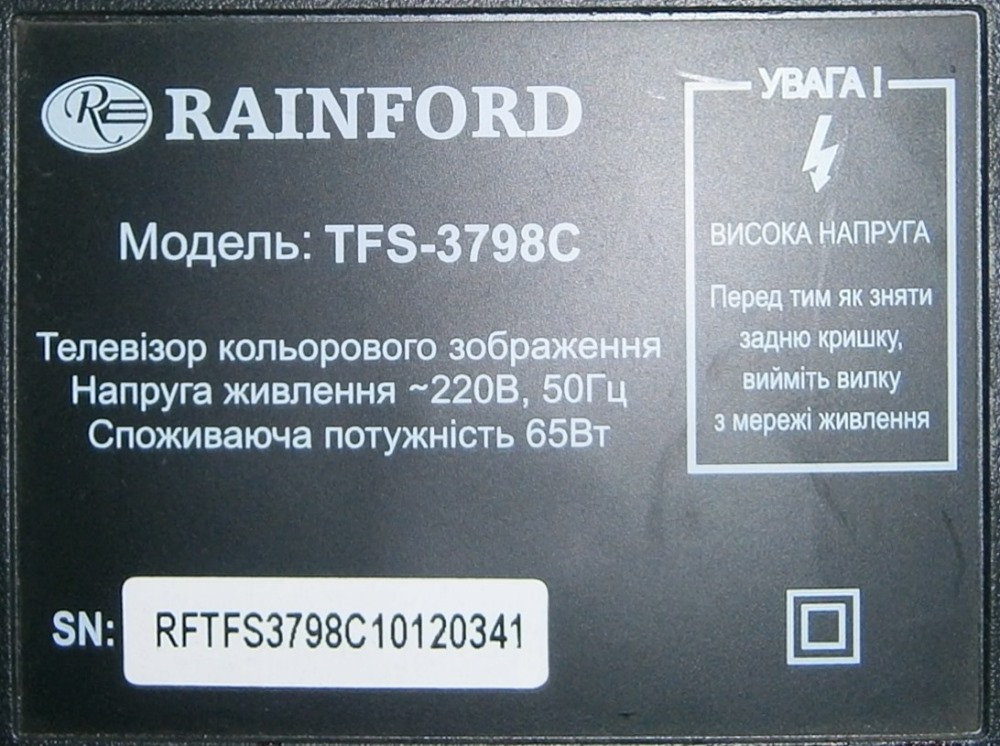 RE RAINFORD
Модель: TFS-3798C
Телевізор кольорового зображення
Напруга живлення ~220В, 50Гц
Споживаюча потужність 65Вт
SN: RFTFS3798C10120341
УВАГА !
ВИСОКА НАПРУГА
Перед тим як зняти
задню кришку,
вийміть вилку
з мережі живлення